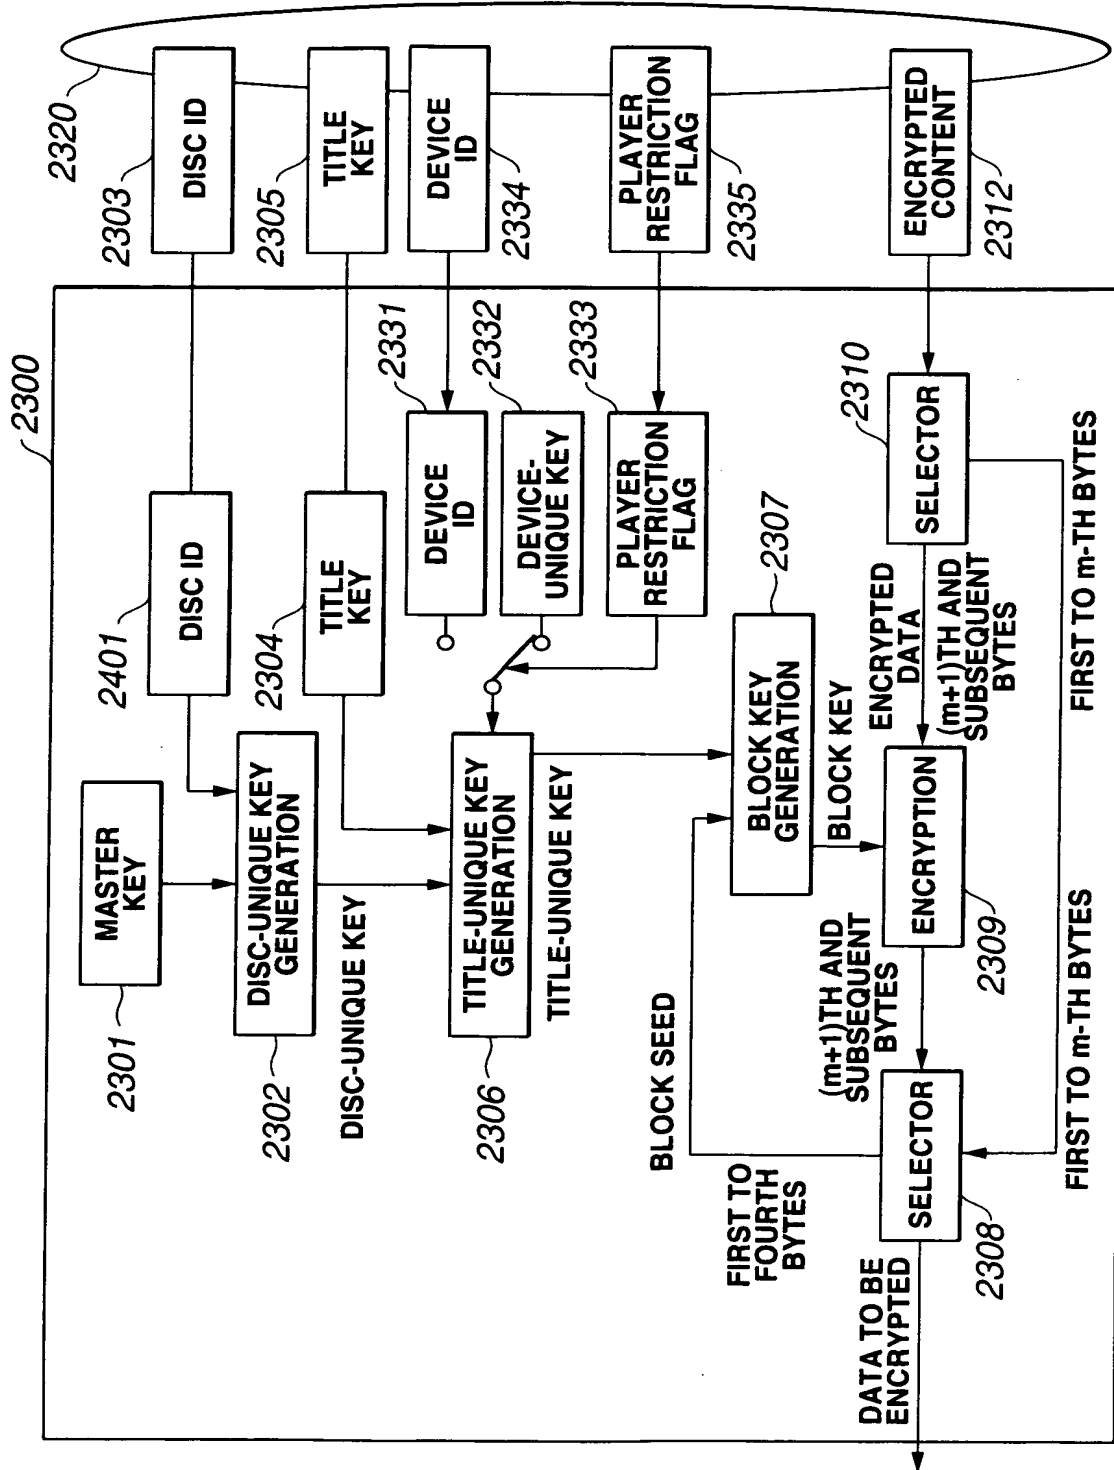 2300
2320
2301
MASTER
KEY
2401
DISC ID
2303
DISC ID
2302
DISC-UNIQUE KEY
GENERATION
2304
TITLE
KEY
2305
TITLE
KEY
DISC-UNIQUE KEY
2331
DEVICE
ID
DEVICE
ID
2334
2306
TITLE-UNIQUE KEY
GENERATION
2332
DEVICE-
UNIQUE KEY
TITLE-UNIQUE KEY
2333
PLAYER
RESTRICTION
FLAG
PLAYER
RESTRICTION
FLAG
2335
BLOCK SEED
2307
BLOCK KEY
GENERATION
BLOCK KEY
FIRST TO
FOURTH
BYTES
(m+1)TH AND
SUBSEQUENT
BYTES
ENCRYPTED
DATA
(m+1)TH AND
SUBSEQUENT
BYTES
2310
DATA TO BE
ENCRYPTED
SELECTOR
2308
ENCRYPTION
2309
SELECTOR
ENCRYPTED
CONTENT
2312
FIRST TO m-TH BYTES
FIRST TO m-TH BYTES